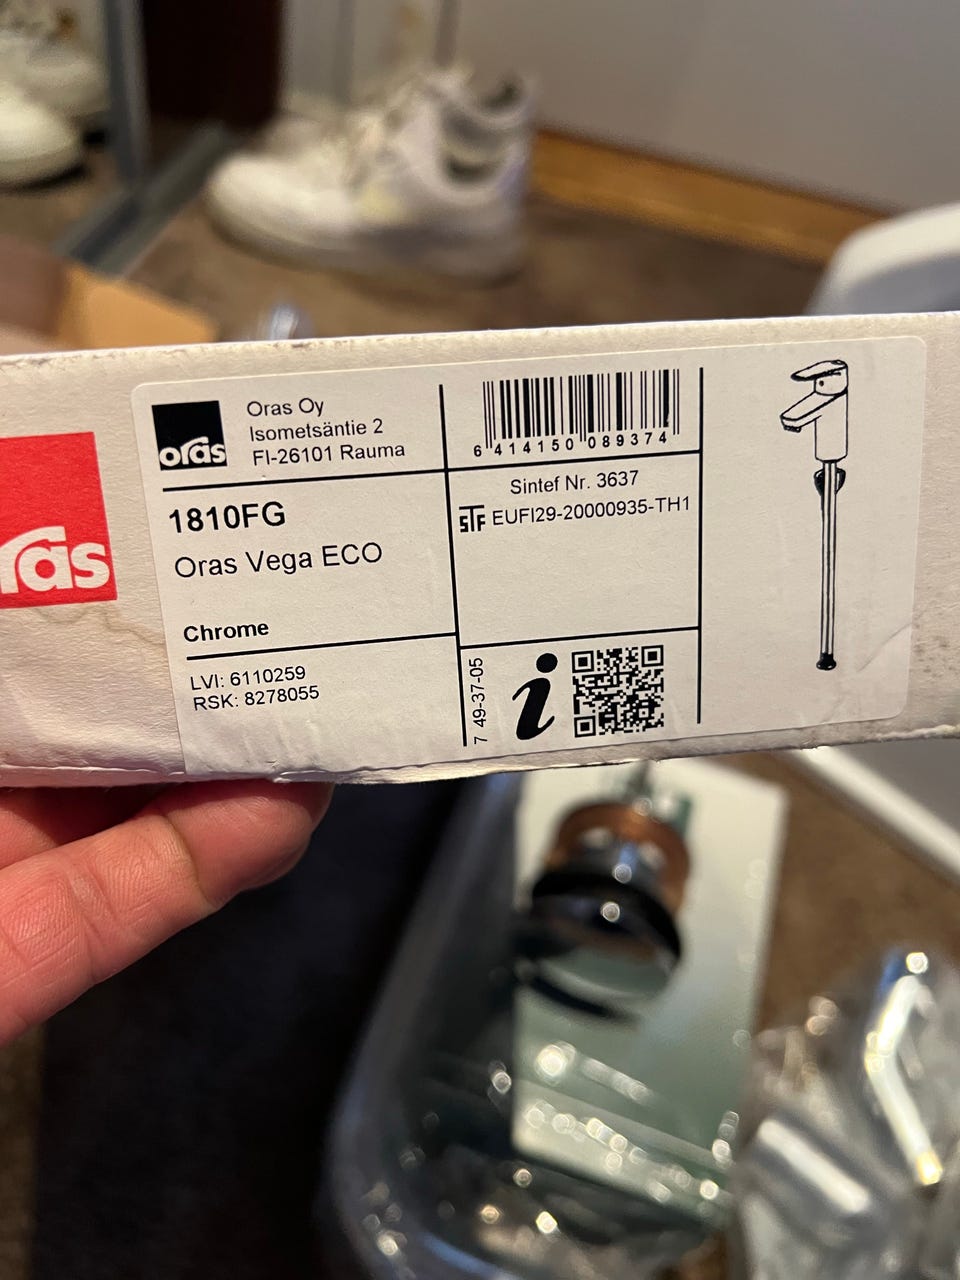 oras
Oras Oy
Isometsäntie 2
FI-26101 Rauma
6 414150 089374
ras
1810FG
Oras Vega ECO
Chrome
LVI: 6110259
RSK: 8278055
Sintef Nr. 3637
STF EUFI29-20000935-TH1
7 49-37-05
i